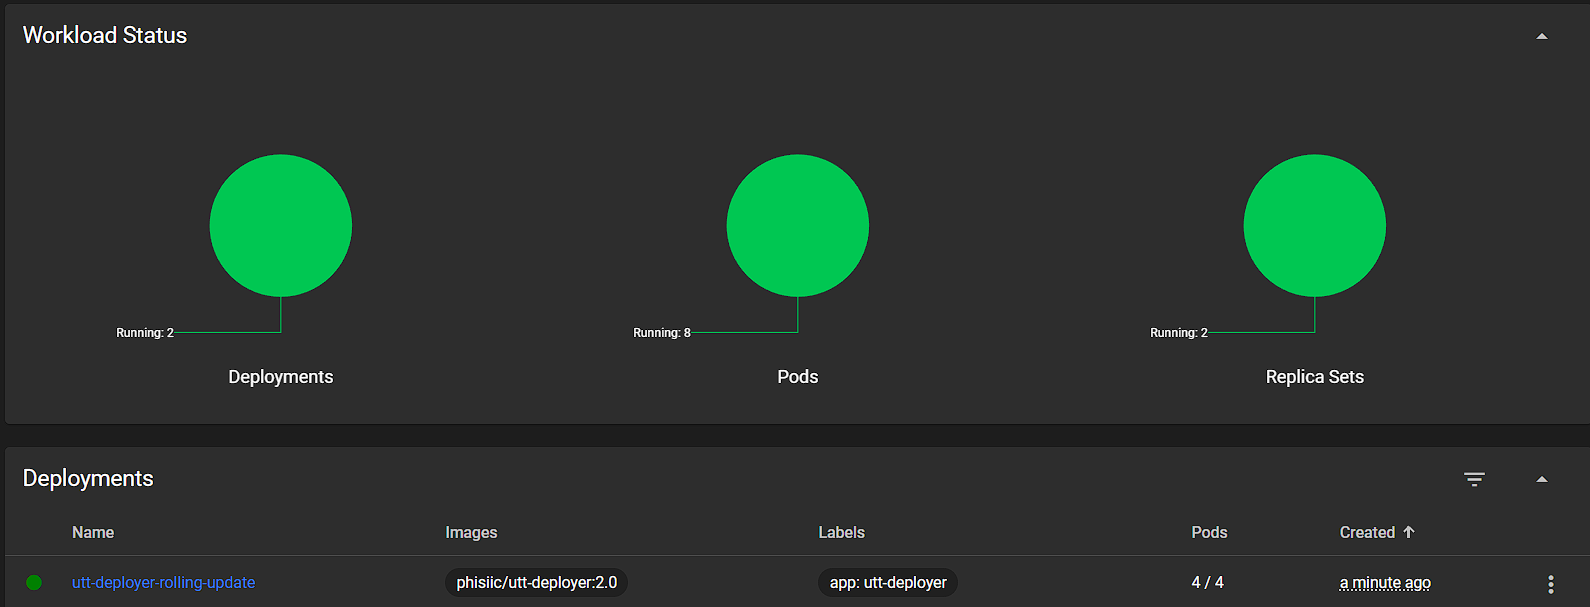 Workload Status
Running: 2
Running: 8
Running: 2
Deployments
Pods
Replica Sets
Deployments
Name Images Labels Pods Created
utt-deployer-rolling-update phisiic/utt-deployer:2.0 app: utt-deployer 4 / 4 a minute ago